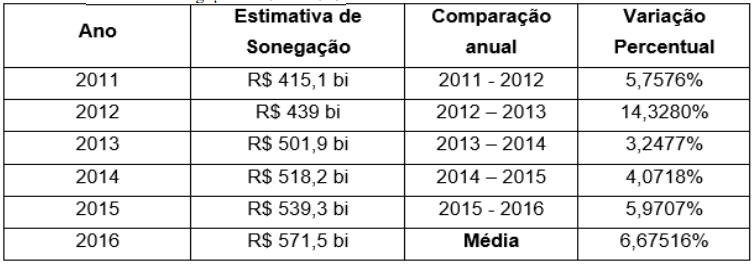 Ano Estimativa de Sonegação Comparação anual Variação Percentual
2011 R$ 415,1 bi 2011 - 2012 5,7576%
2012 R$ 439 bi 2012 – 2013 14,3280%
2013 R$ 501,9 bi 2013 – 2014 3,2477%
2014 R$ 518,2 bi 2014 – 2015 4,0718%
2015 R$ 539,3 bi 2015 - 2016 5,9707%
2016 R$ 571,5 bi Média 6,67516%